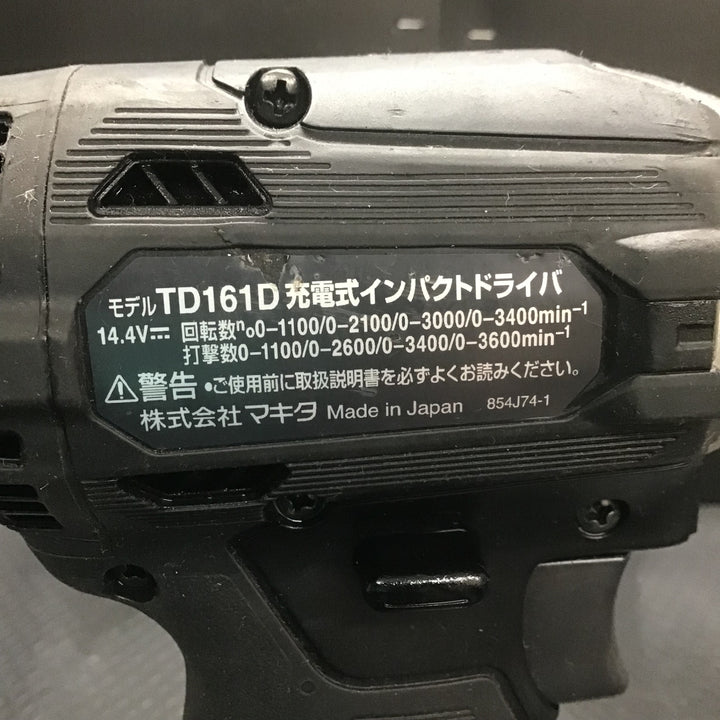 モデルTD161D 充電式インパクトドライバ
14.4V⎓ 回転数n₀0-1100/0-2100/0-3000/0-3400min⁻¹
打撃数0-1100/0-2600/0-3400/0-3600min⁻¹
⚠警告 •ご使用前に取扱説明書を必ずよくお読みください。
株式会社 マキタ Made in Japan 854J74-1